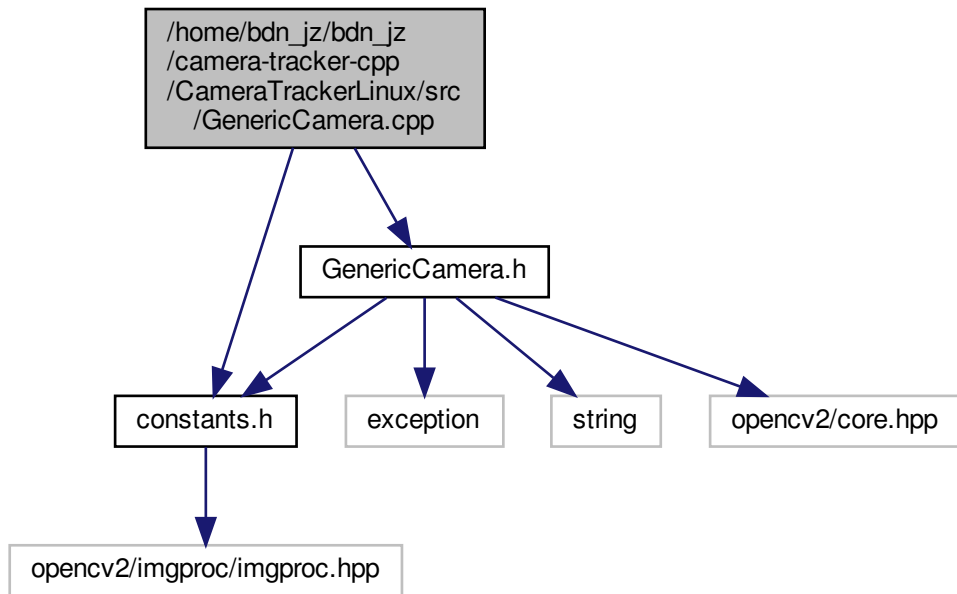 /home/bdn_jz/bdn_jz
/camera-tracker-cpp
/CameraTrackerLinux/src
/GenericCamera.cpp
GenericCamera.h
constants.h
exception
string
opencv2/core.hpp
opencv2/imgproc/imgproc.hpp